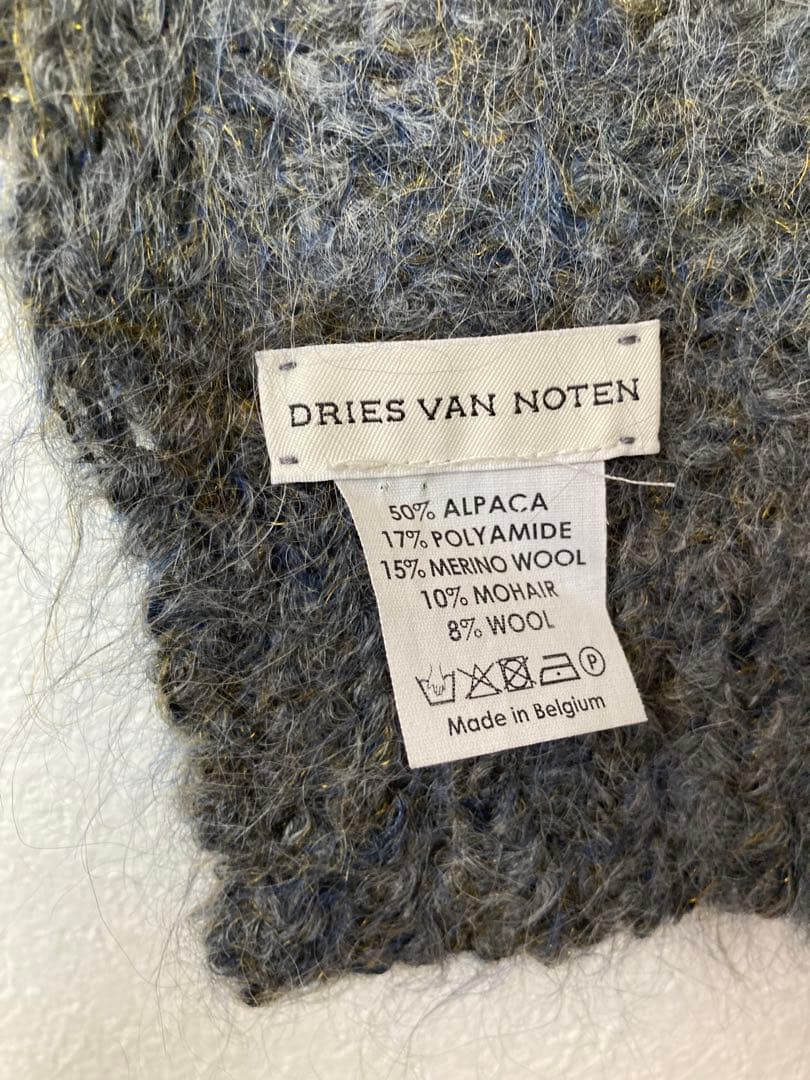 DRIES VAN NOTEN
50% ALPACA
17% POLYAMIDE
15% MERINO WOOL
10% MOHAIR
8% WOOL
P
Made in Belgium